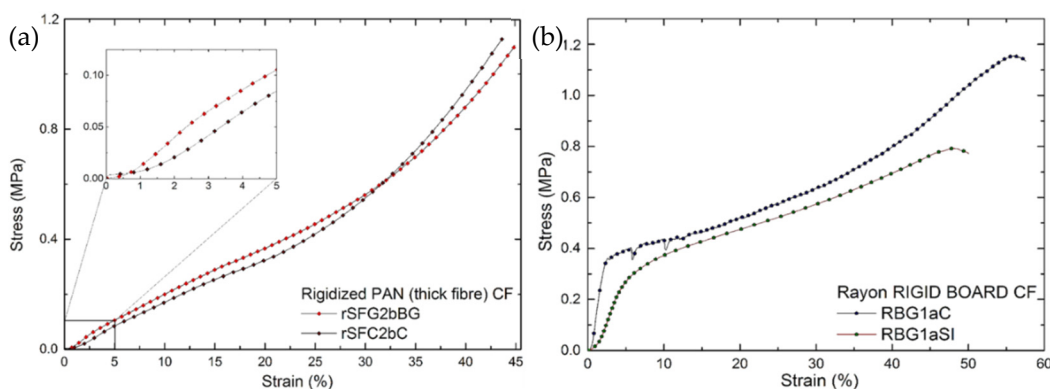 (a)
1.2
0.8
0.4
0.0
Stress (MPa)
0.10
0.05
0.00
0 1 2 3 4 5
Rigidized PAN (thick fibre) CF
rSFG2bBG
rSFC2bC
0 5 10 15 20 25 30 35 40 45
Strain (%)
(b)
1.2
1.0
0.8
0.6
0.4
0.2
0.0
Stress (MPa)
Rayon RIGID BOARD CF
RBG1aC
RBG1aSI
0 10 20 30 40 50 60
Strain (%)